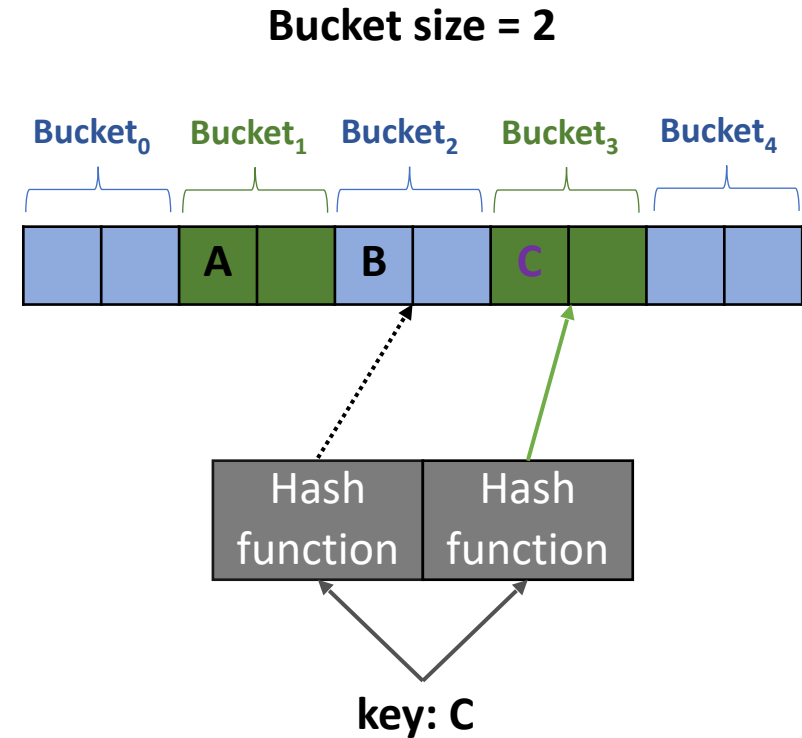 Bucket size = 2
Bucket₀ Bucket₁ Bucket₂ Bucket₃ Bucket₄
A B C
Hash function
Hash function
key: C